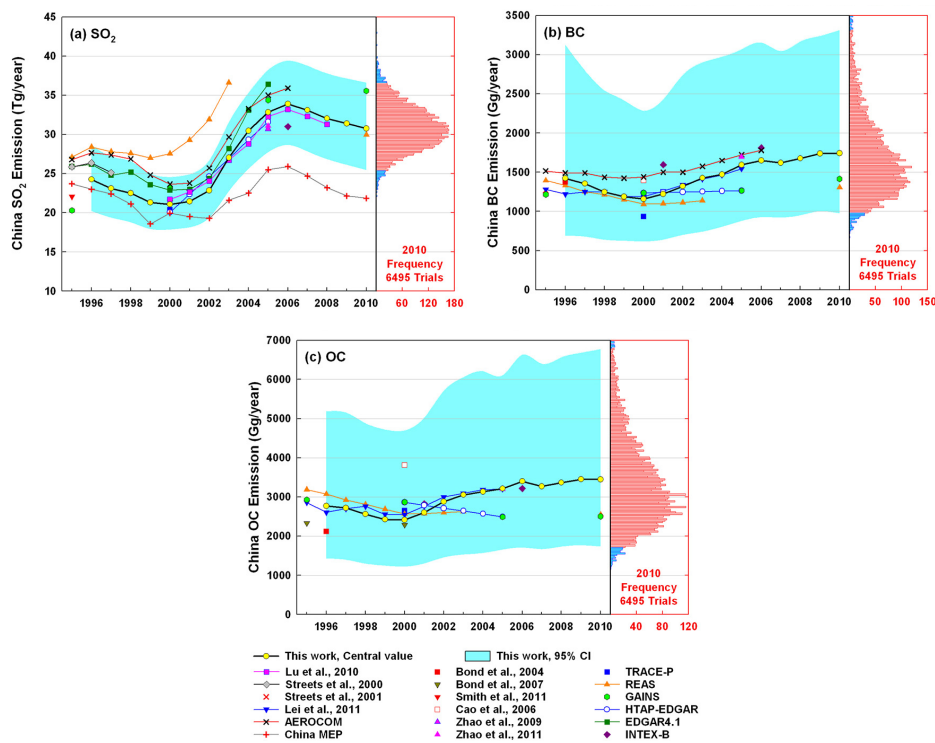 (a) SO2
China SO2 Emission (Tg/year)
45
40
35
30
25
20
15
10
1996 1998 2000 2002 2004 2006 2008 2010
2010
Frequency
6495 Trials
60 120 180
(b) BC
China BC Emission (Gg/year)
3500
3000
2500
2000
1500
1000
500
0
1996 1998 2000 2002 2004 2006 2008 2010
2010
Frequency
6495 Trials
50 100 150
(c) OC
China OC Emission (Gg/year)
7000
6000
5000
4000
3000
2000
1000
0
1996 1998 2000 2002 2004 2006 2008 2010
2010
Frequency
6495 Trials
40 80 120
This work, Central value
Lu et al., 2010
Streets et al., 2000
Streets et al., 2001
Lei et al., 2011
AEROCOM
China MEP
This work, 95% CI
Bond et al., 2004
Bond et al., 2007
Smith et al., 2011
Cao et al., 2006
Zhao et al., 2009
Zhao et al., 2011
TRACE-P
REAS
GAINS
HTAP-EDGAR
EDGAR4.1
INTEX-B